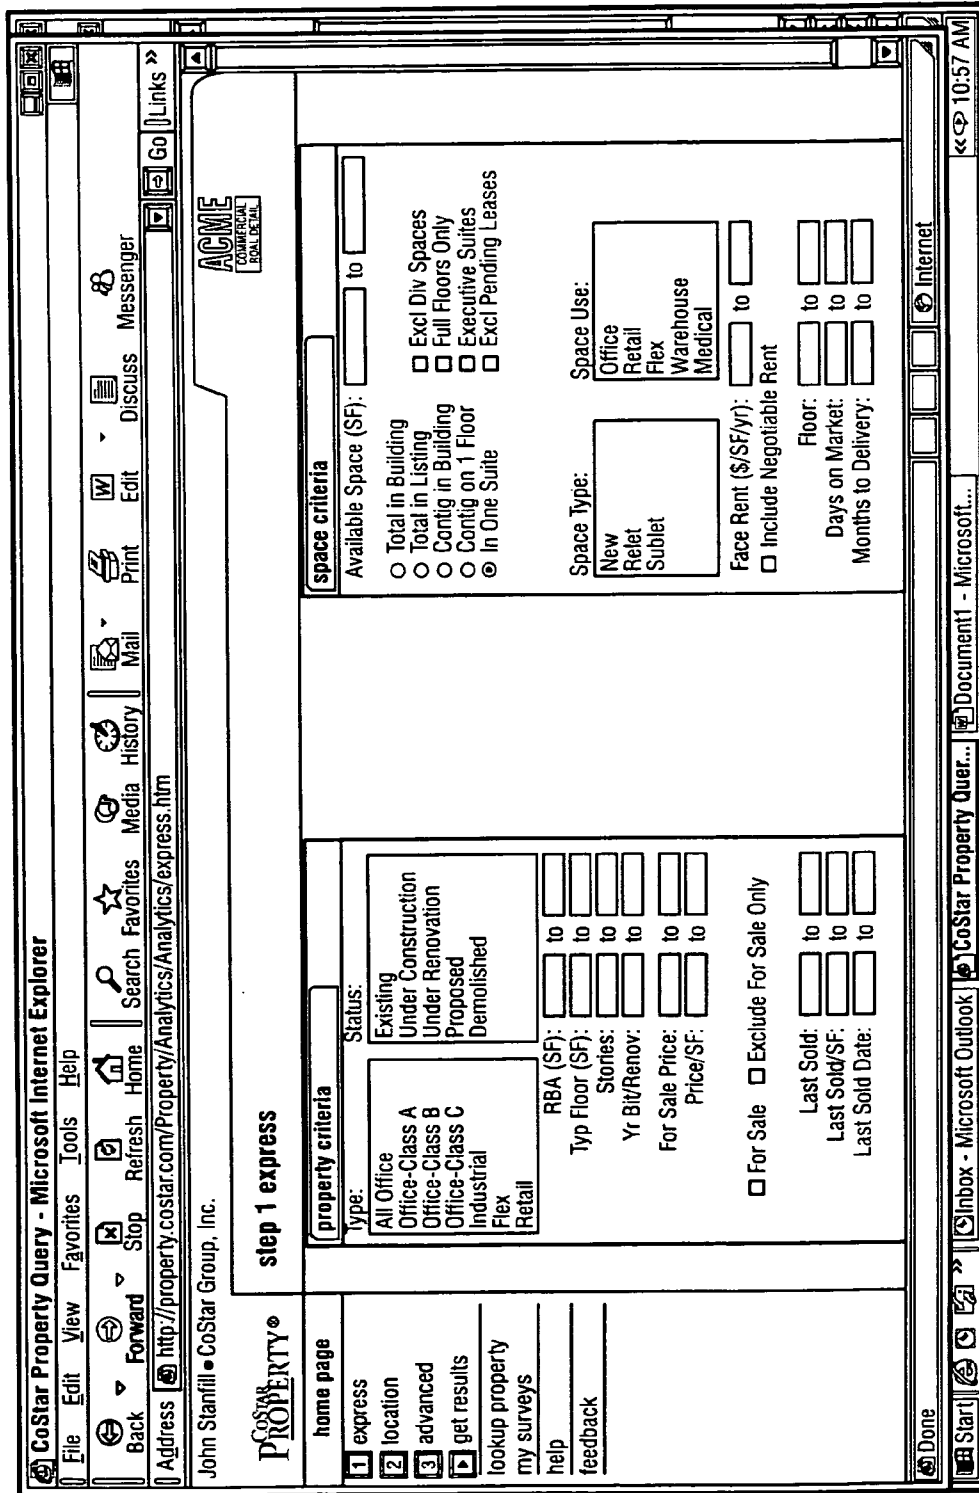 CoStar Property Query - Microsoft Internet Explorer
File Edit View Favorites Tools Help
Back Forward Stop Refresh Home Search Favorites Media History Mail Print Edit Discuss Messenger
Address http://property.costar.com/Property/Analytics/Analytics/express.htm Go Links »
John Stanfill • CoStar Group, Inc.
COSTAR
PROPERTY®
step 1 express
ACME
COMMERCIAL
ROAL DETAIL
home page
1 express
2 location
3 advanced
get results
lookup property
my surveys
help
feedback
property criteria
Type:
All Office
Office-Class A
Office-Class B
Office-Class C
Industrial
Flex
Retail
Status:
Existing
Under Construction
Under Renovation
Proposed
Demolished
RBA (SF): to
Typ Floor (SF): to
Stories: to
Yr Bit/Renov: to
For Sale Price: to
Price/SF: to
For Sale Exclude For Sale Only
Last Sold: to
Last Sold/SF: to
Last Sold Date: to
space criteria
Available Space (SF): to
Total in Building
Total in Listing
Contig in Building
Contig on 1 Floor
In One Suite
Excl Div Spaces
Full Floors Only
Executive Suites
Excl Pending Leases
Space Type:
New
Relet
Sublet
Space Use:
Office
Retail
Flex
Warehouse
Medical
Face Rent ($/SF/yr): to
Include Negotiable Rent
Floor: to
Days on Market: to
Months to Delivery: to
Done Internet
Start » Inbox - Microsoft Outlook CoStar Property Quer... Document1 - Microsoft... « 10:57 AM